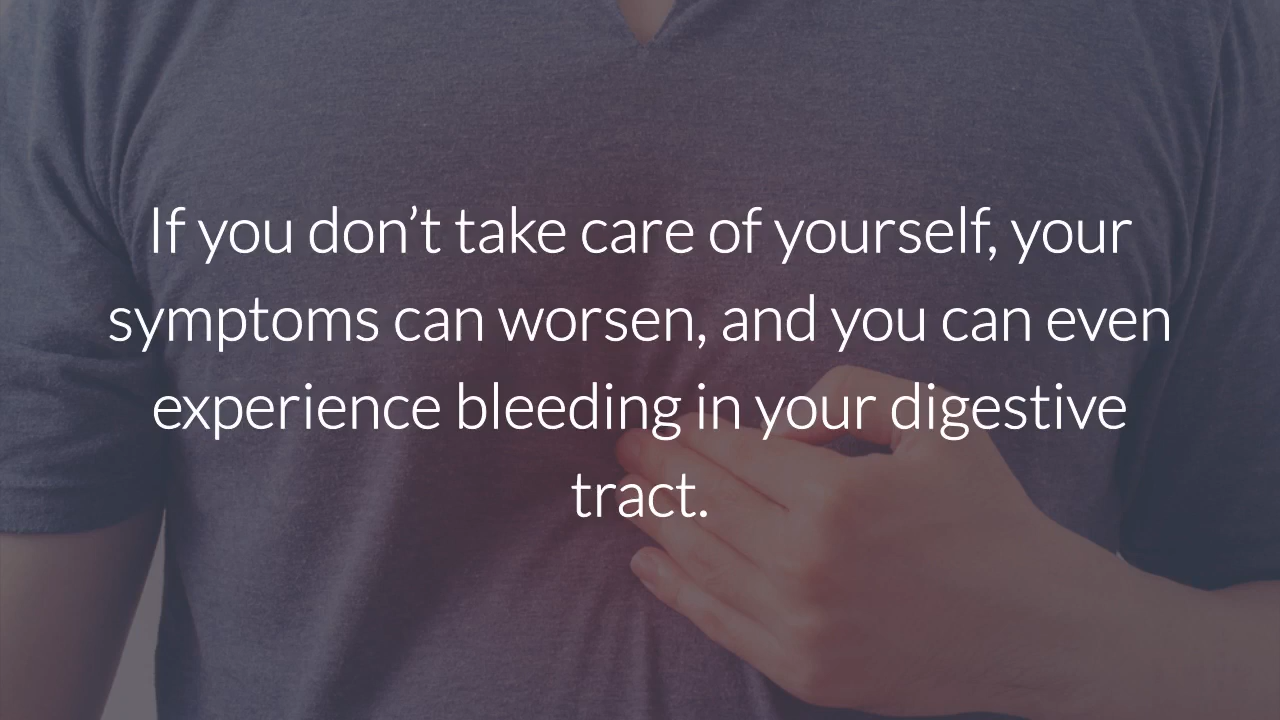 If you don’t take care of yourself, your
symptoms can worsen, and you can even
experience bleeding in your digestive
tract.